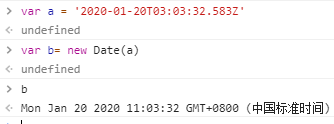 > var a = '2020-01-20T03:03:32.583Z'
< undefined
> var b= new Date(a)
< undefined
> b
< Mon Jan 20 2020 11:03:32 GMT+0800 (中国标准时间)